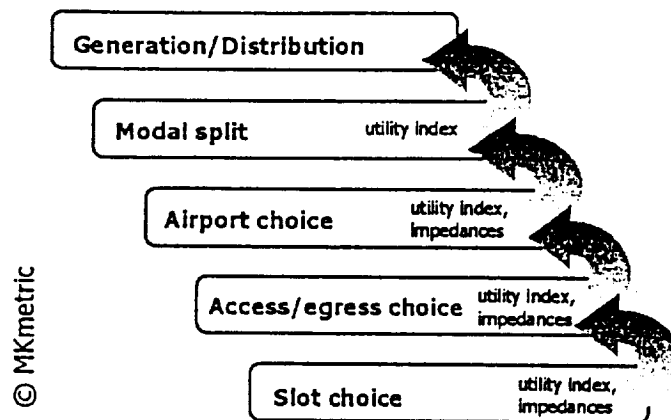 Generation/Distribution
Modal split
utility index
Airport choice
utility index,
impedances
Access/egress choice
utility index,
impedances
Slot choice
utility index,
impedances
© MKmetric